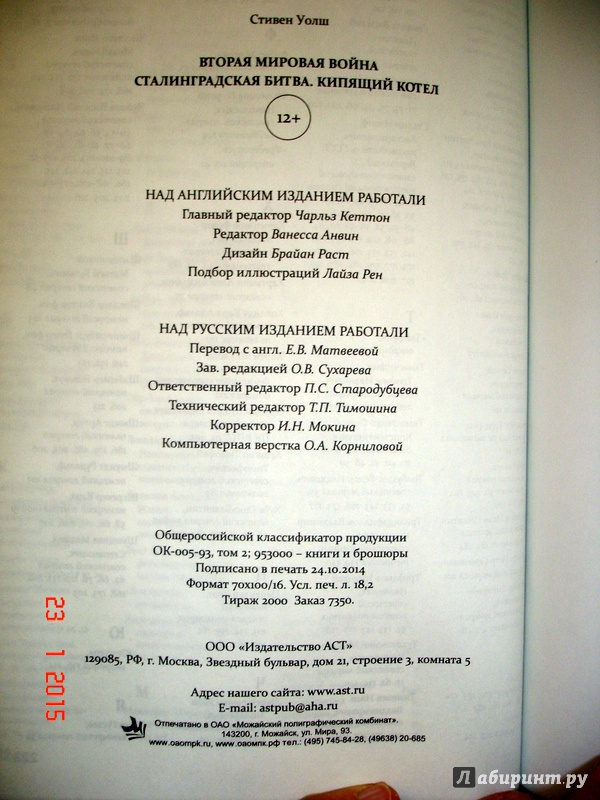 Стивен Уолш
ВТОРАЯ МИРОВАЯ ВОЙНА
СТАЛИНГРАДСКАЯ БИТВА. КИПЯЩИЙ КОТЕЛ
12+
НАД АНГЛИЙСКИМ ИЗДАНИЕМ РАБОТАЛИ
Главный редактор Чарльз Кеттон
Редактор Ванесса Анвин
Дизайн Брайан Раст
Подбор иллюстраций Лайза Рен
НАД РУССКИМ ИЗДАНИЕМ РАБОТАЛИ
Перевод с англ. Е.В. Матвеевой
Зав. редакцией О.В. Сухарева
Ответственный редактор П.С. Стародубцева
Технический редактор Т.П. Тимошина
Корректор И.Н. Мокина
Компьютерная верстка О.А. Корниловой
Общероссийской классификатор продукции
ОК-005-93, том 2; 953000 – книги и брошюры
Подписано в печать 24.10.2014
Формат 70х100/16. Усл. печ. л. 18,2
Тираж 2000 Заказ 7350.
ООО «Издательство АСТ»
129085, РФ, г. Москва, Звездный бульвар, дом 21, строение 3, комната 5
Адрес нашего сайта: www.ast.ru
E-mail: astpub@aha.ru
Отпечатано в ОАО «Можайский полиграфический комбинат».
143200, г. Можайск, ул. Мира, 93.
www.oaompk.ru, www.оаомпк.рф тел.: (495) 745-84-28, (49638) 20-685
23 1 2015
Лабиринт.ру